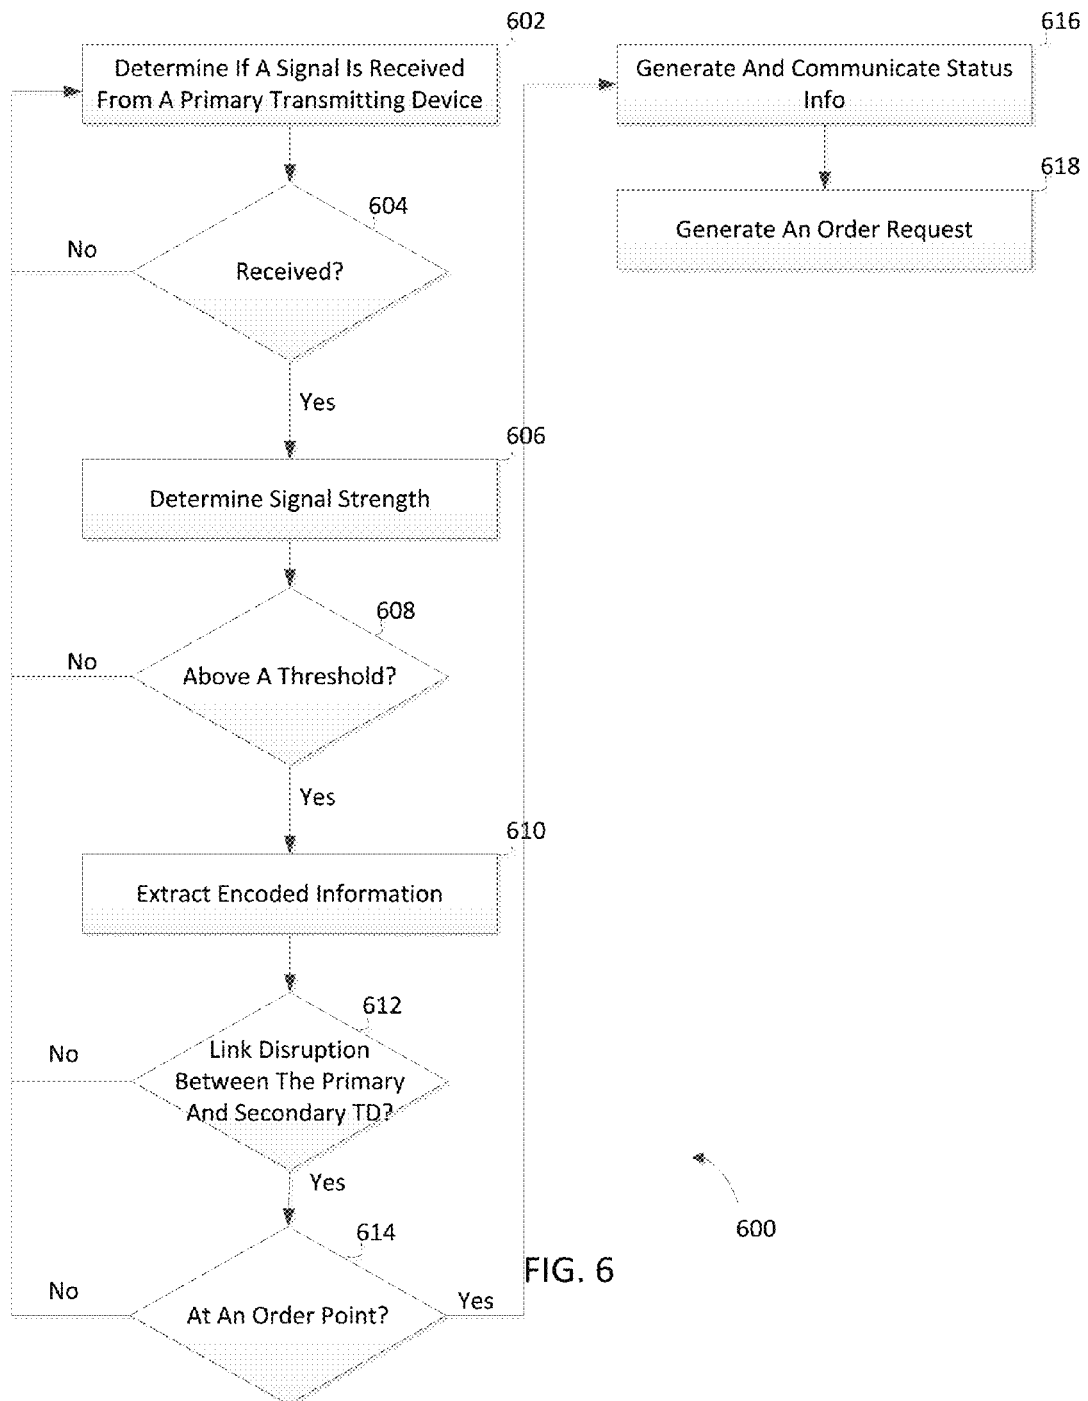 602
Determine If A Signal Is Received
From A Primary Transmitting Device
604
No
Received?
Yes
606
Determine Signal Strength
608
No
Above A Threshold?
Yes
610
Extract Encoded Information
612
No
Link Disruption
Between The Primary
And Secondary TD?
Yes
614
No
At An Order Point?
Yes
616
Generate And Communicate Status
Info
618
Generate An Order Request
600
FIG. 6